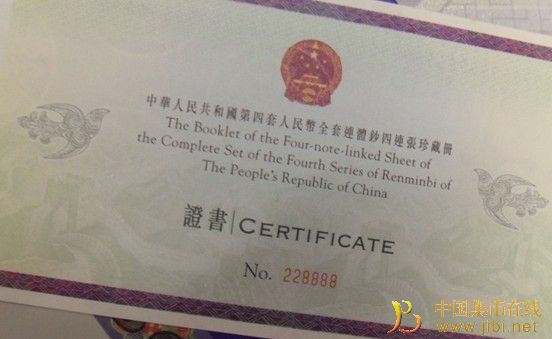 中華人民共和國第四套人民幣全套連體鈔四連張珍藏冊
The Booklet of the Four-note-linked Sheet of
the Complete Set of the Fourth Series of Renminbi of
The People's Republic of China
證書 | CERTIFICATE
No. 228888
中国集币在线
www.jibi.net